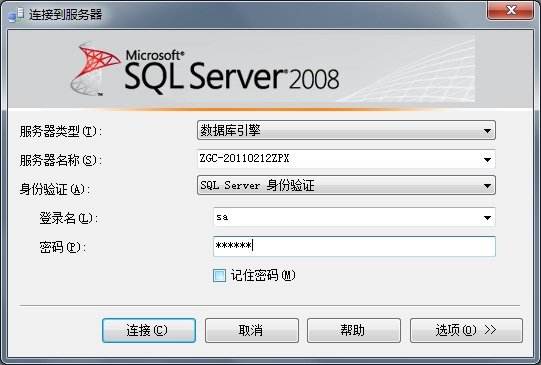 连接到服务器
Microsoft®
SQL Server®2008
服务器类型(T): 数据库引擎
服务器名称(S): ZGC-20110212ZPX
身份验证(A): SQL Server 身份验证
登录名(L): sa
密码(P): ******
记住密码(M)
连接(C) 取消 帮助 选项(O) >>